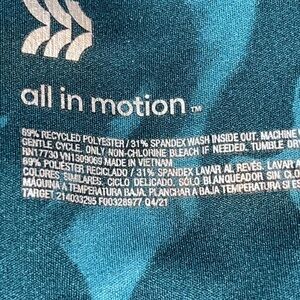 all in motion™
69% RECYCLED POLYESTER / 31% SPANDEX WASH INSIDE OUT. MACHINE
GENTLE CYCLE. ONLY NON-CHLORINE BLEACH IF NEEDED. TUMBLE DRY
RN17730 VN1309069 MADE IN VIETNAM
69% POLIÉSTER RECICLADO / 31% SPANDEX LAVAR AL REVÉS. LAVAR A
COLORES SIMILARES. CICLO DELICADO. SÓLO BLANQUEADOR SIN CLO
MÁQUINA A TEMPERATURA BAJA. PLANCHAR A BAJA TEMPERATURA SI ES
TARGET 214033295 F00328977 Q4/21